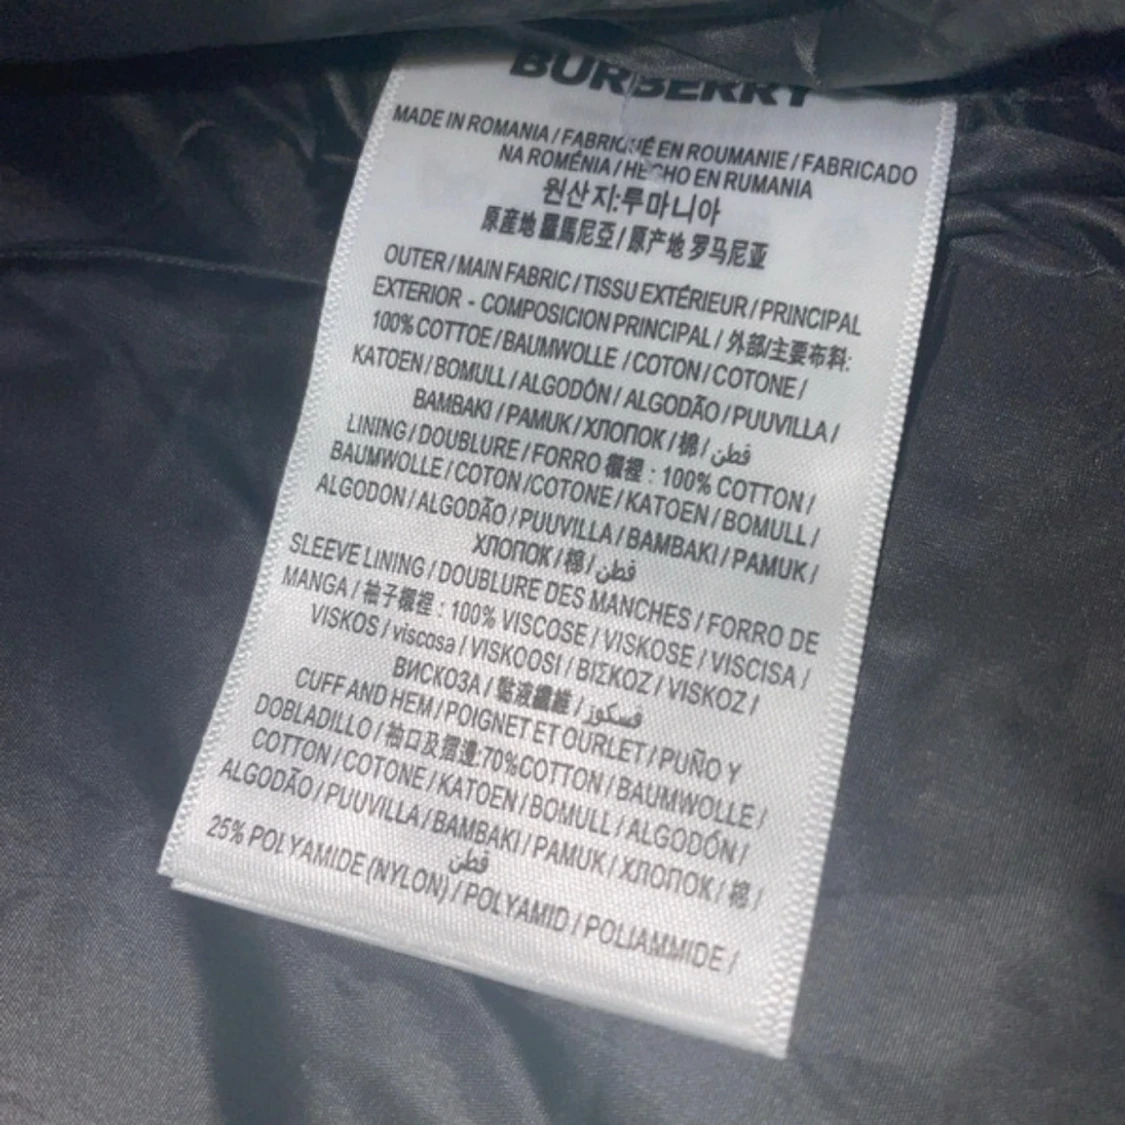 BURBERRY
MADE IN ROMANIA / FABRIQUÉ EN ROUMANIE / FABRICADO
NA ROMÉNIA / HECHO EN RUMANIA
원산지:루마니아
原産地 羅馬尼亞 / 原产地 罗马尼亚
OUTER / MAIN FABRIC / TISSU EXTÉRIEUR / PRINCIPAL
EXTERIOR - COMPOSICION PRINCIPAL / 外部/主要布料:
100% COTTOE / BAUMWOLLE / COTON / COTONE /
KATOEN / BOMULL / ALGODÓN / ALGODÃO / PUUVILLA /
BAMBAKI / PAMUK / ХЛОПОК / 棉 / قطن
LINING / DOUBLURE / FORRO 襯裡 : 100% COTTON /
BAUMWOLLE / COTON / COTONE / KATOEN / BOMULL /
ALGODON / ALGODÃO / PUUVILLA / BAMBAKI / PAMUK /
ХЛОПОК / 棉 / قطن
SLEEVE LINING / DOUBLURE DES MANCHES / FORRO DE
MANGA / 袖子襯裡 : 100% VISCOSE / VISKOSE / VISCISA /
VISKOS / viscosa / VISKOOSI / ΒΙΣΚΟΖ / VISKOZ /
ВИСКОЗА / 黏液纖維 / فسكوز
CUFF AND HEM / POIGNET ET OURLET / PUÑO Y
DOBLADILLO / 袖口及摺邊:70%COTTON / BAUMWOLLE /
COTTON / COTONE / KATOEN / BOMULL / ALGODÓN /
ALGODÃO / PUUVILLA / BAMBAKI / PAMUK / ХЛОПОК / 棉 /
قطن
25% POLYAMIDE (NYLON) / POLYAMID / POLIAMMIDE /